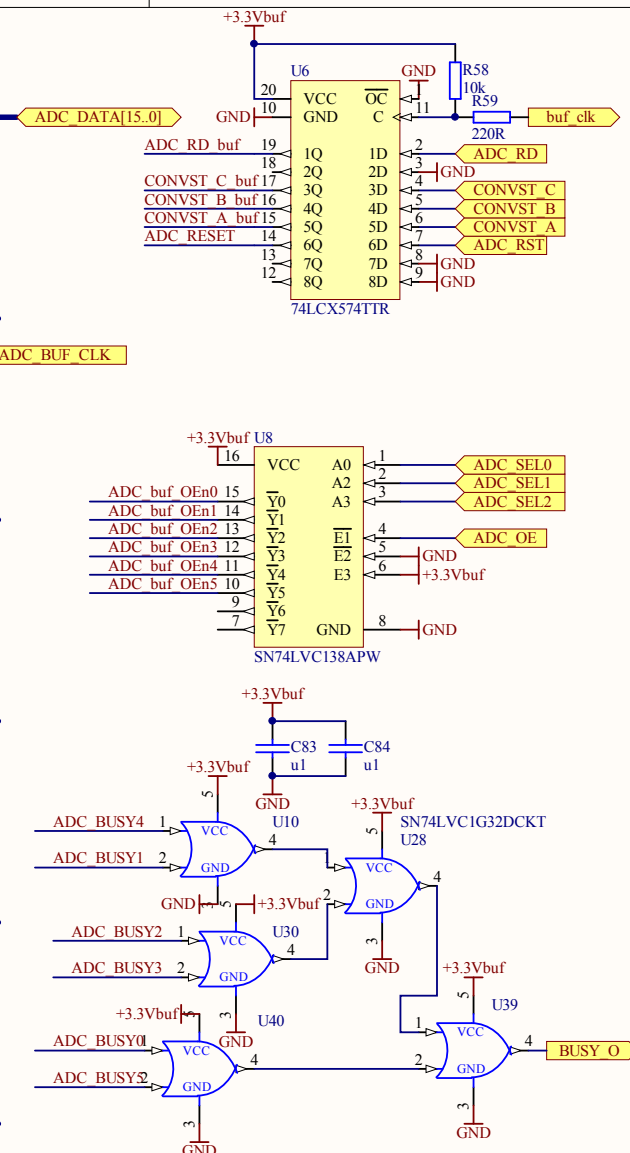 +3.3Vbuf
U6
GND
R58
10k
R59
220R
buf_clk
ADC_DATA[15..0]
20
VCC
OC
1
GND
10
GND
C
11
ADC_RD_buf
19
1Q
1D
2
ADC_RD
18
2Q
2D
3
GND
CONVST_C_buf
17
3Q
3D
4
CONVST_C
CONVST_B_buf
16
4Q
4D
5
CONVST_B
CONVST_A_buf
15
5Q
5D
6
CONVST_A
ADC_RESET
14
6Q
6D
7
ADC_RST
13
7Q
7D
8
GND
12
8Q
8D
9
GND
74LCX574TTR
ADC_BUF_CLK
+3.3Vbuf
U8
16
VCC
A0
1
ADC_SEL0
A2
2
ADC_SEL1
ADC_buf_OEn0
15
Y0
A3
3
ADC_SEL2
ADC_buf_OEn1
14
Y1
ADC_buf_OEn2
13
Y2
E1
4
ADC_OE
ADC_buf_OEn3
12
Y3
E2
5
GND
ADC_buf_OEn4
11
Y4
E3
6
+3.3Vbuf
ADC_buf_OEn5
10
Y5
9
Y6
7
Y7
GND
8
GND
SN74LVC138APW
+3.3Vbuf
C83
u1
C84
u1
GND
+3.3Vbuf
5
U10
ADC_BUSY4
1
VCC
4
ADC_BUSY1
2
GND
GND
3
+3.3Vbuf
SN74LVC1G32DCKT
U28
5
1
VCC
4
2
GND
3
GND
5
+3.3Vbuf
U30
ADC_BUSY2
1
VCC
4
ADC_BUSY3
2
GND
3
GND
+3.3Vbuf
5
U40
ADC_BUSY0
1
VCC
4
ADC_BUSY5
2
GND
3
GND
+3.3Vbuf
5
U39
1
VCC
4
BUSY_O
2
GND
3
GND